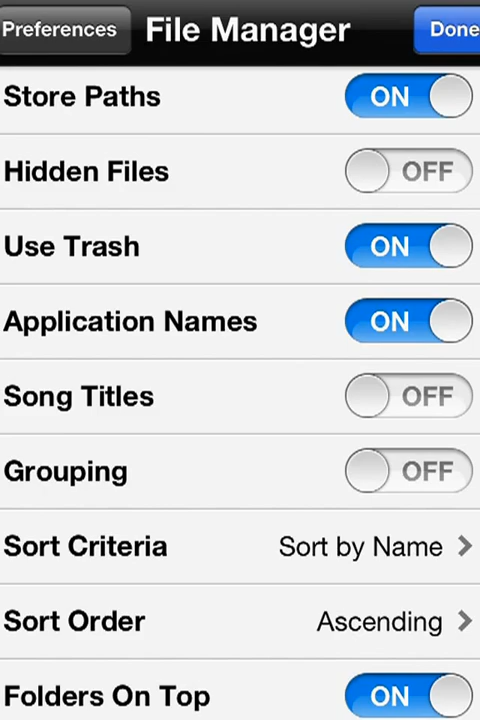 Preferences File Manager Done
Store Paths ON
Hidden Files OFF
Use Trash ON
Application Names ON
Song Titles OFF
Grouping OFF
Sort Criteria Sort by Name
Sort Order Ascending
Folders On Top ON